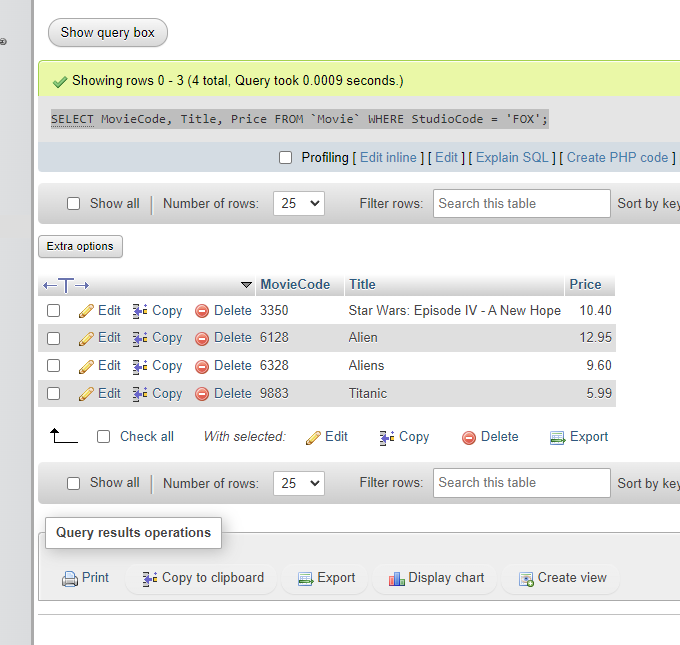 Show query box
Showing rows 0 - 3 (4 total, Query took 0.0009 seconds.)
SELECT MovieCode, Title, Price FROM `Movie` WHERE StudioCode = 'FOX';
Profiling [ Edit inline ] [ Edit ] [ Explain SQL ] [ Create PHP code ]
Show all | Number of rows: 25 Filter rows: Search this table Sort by key
Extra options
MovieCode Title Price
Edit Copy Delete 3350 Star Wars: Episode IV - A New Hope 10.40
Edit Copy Delete 6128 Alien 12.95
Edit Copy Delete 6328 Aliens 9.60
Edit Copy Delete 9883 Titanic 5.99
Check all With selected: Edit Copy Delete Export
Show all | Number of rows: 25 Filter rows: Search this table Sort by key
Query results operations
Print Copy to clipboard Export Display chart Create view